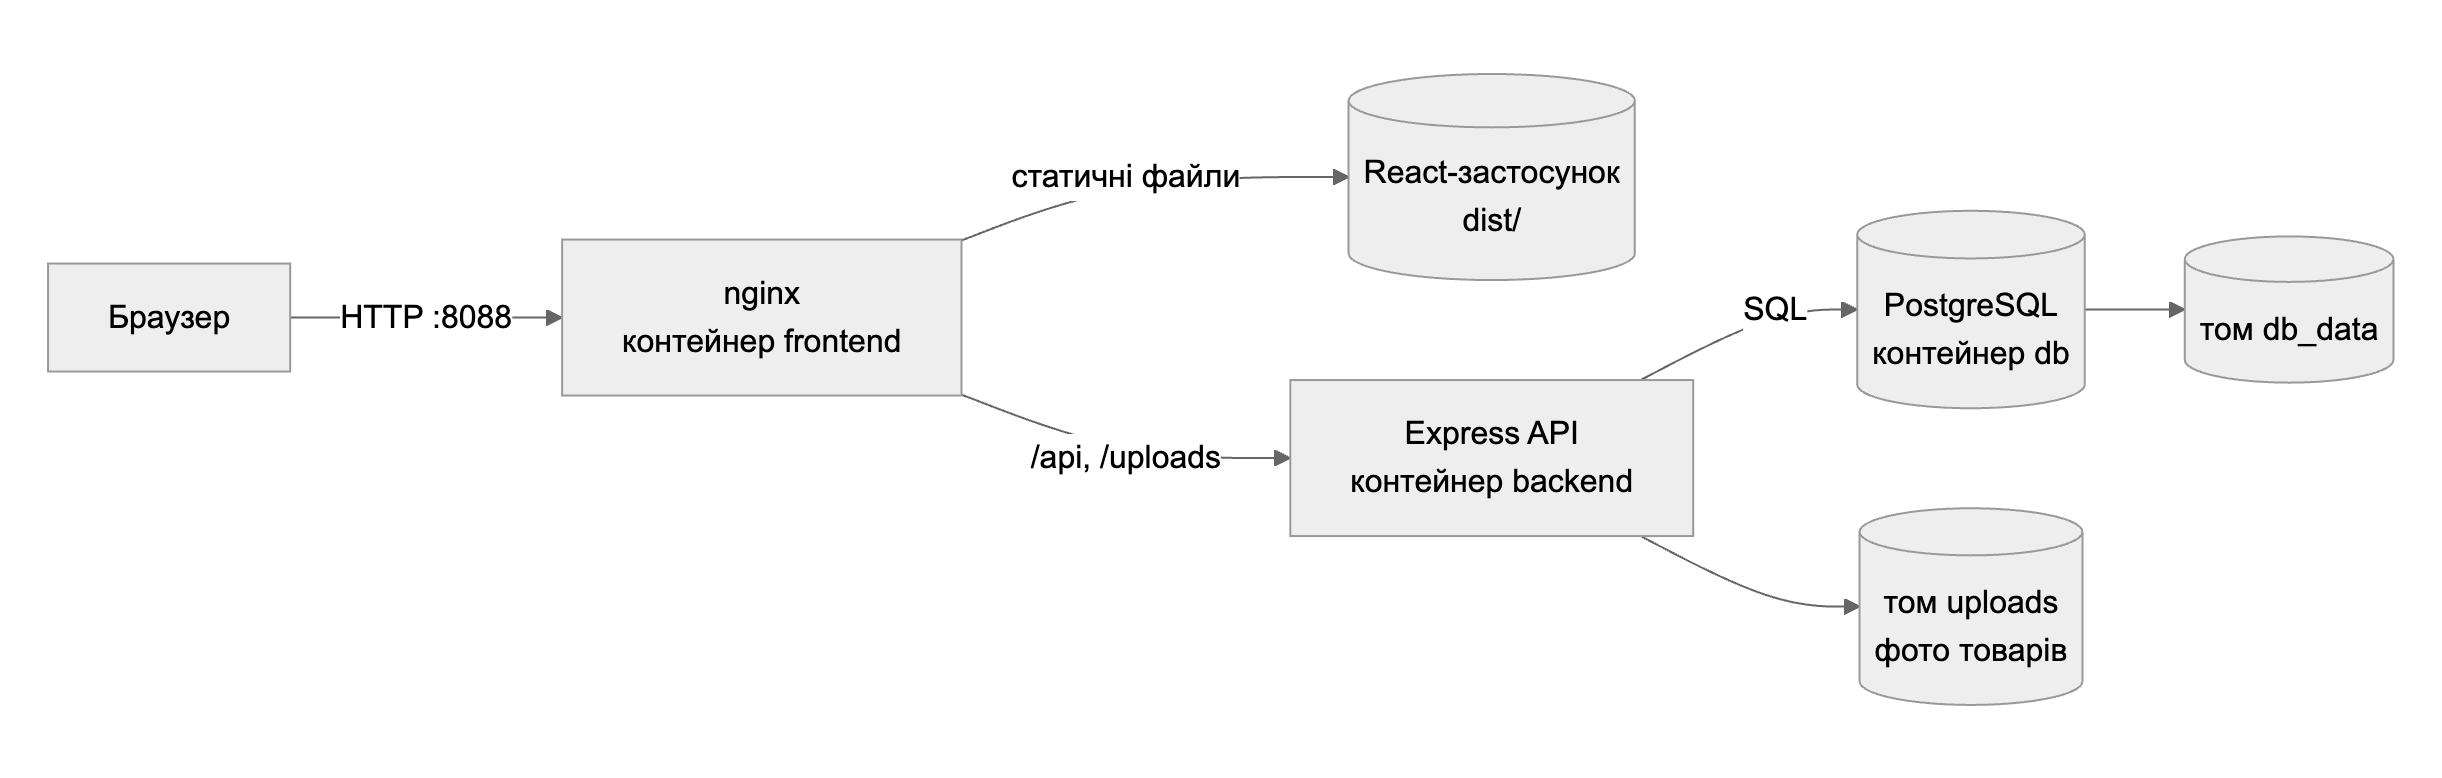 Браузер
HTTP :8088
nginx
контейнер frontend
статичні файли
React-застосунок
dist/
/api, /uploads
Express API
контейнер backend
SQL
PostgreSQL
контейнер db
том db_data
том uploads
фото товарів